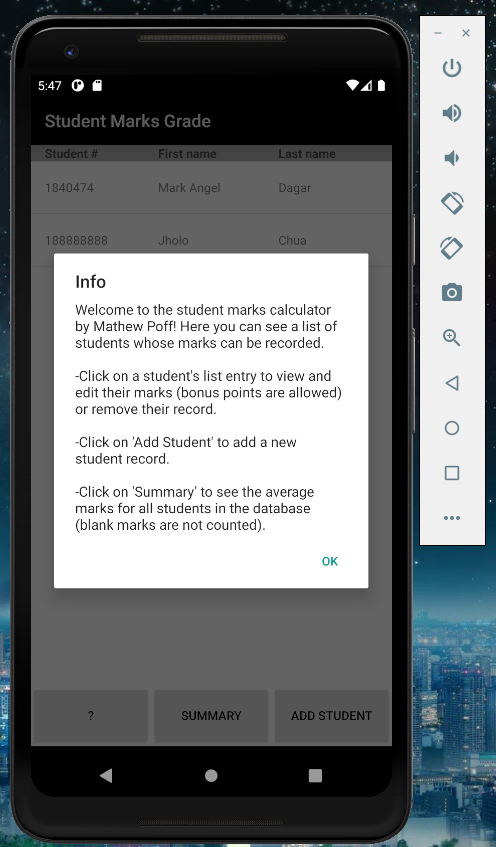 5:47
Student Marks Grade
Student # First name Last name
1840474 Mark Angel Dagar
188888888 Jholo Chua
Info
Welcome to the student marks calculator
by Mathew Poff! Here you can see a list of
students whose marks can be recorded.
-Click on a student's list entry to view and
edit their marks (bonus points are allowed)
or remove their record.
-Click on 'Add Student' to add a new
student record.
-Click on 'Summary' to see the average
marks for all students in the database
(blank marks are not counted).
OK
? SUMMARY ADD STUDENT